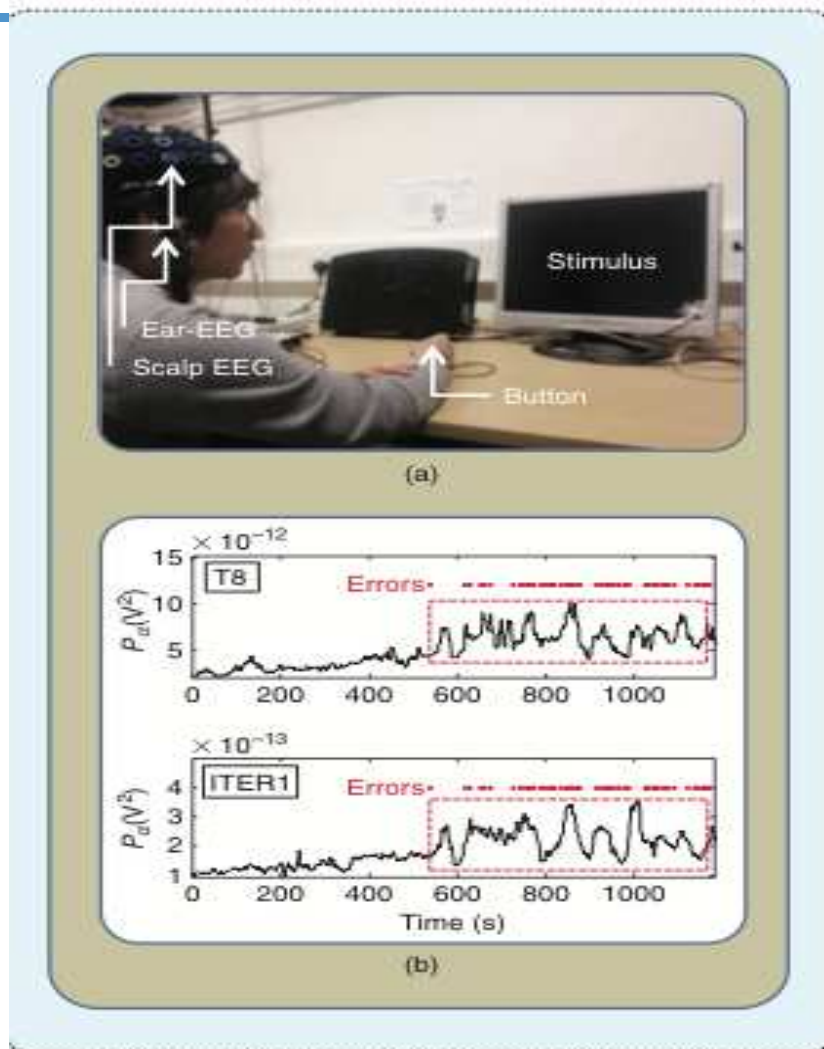 Stimulus
Ear-EEG
Scalp EEG
Button
(a)
× 10⁻¹²
15
T8
Errors
10
5
Pα(V²)
0 200 400 600 800 1000
× 10⁻¹³
ITER1
4
Errors
3
2
1
Pα(V²)
0 200 400 600 800 1000
Time (s)
(b)